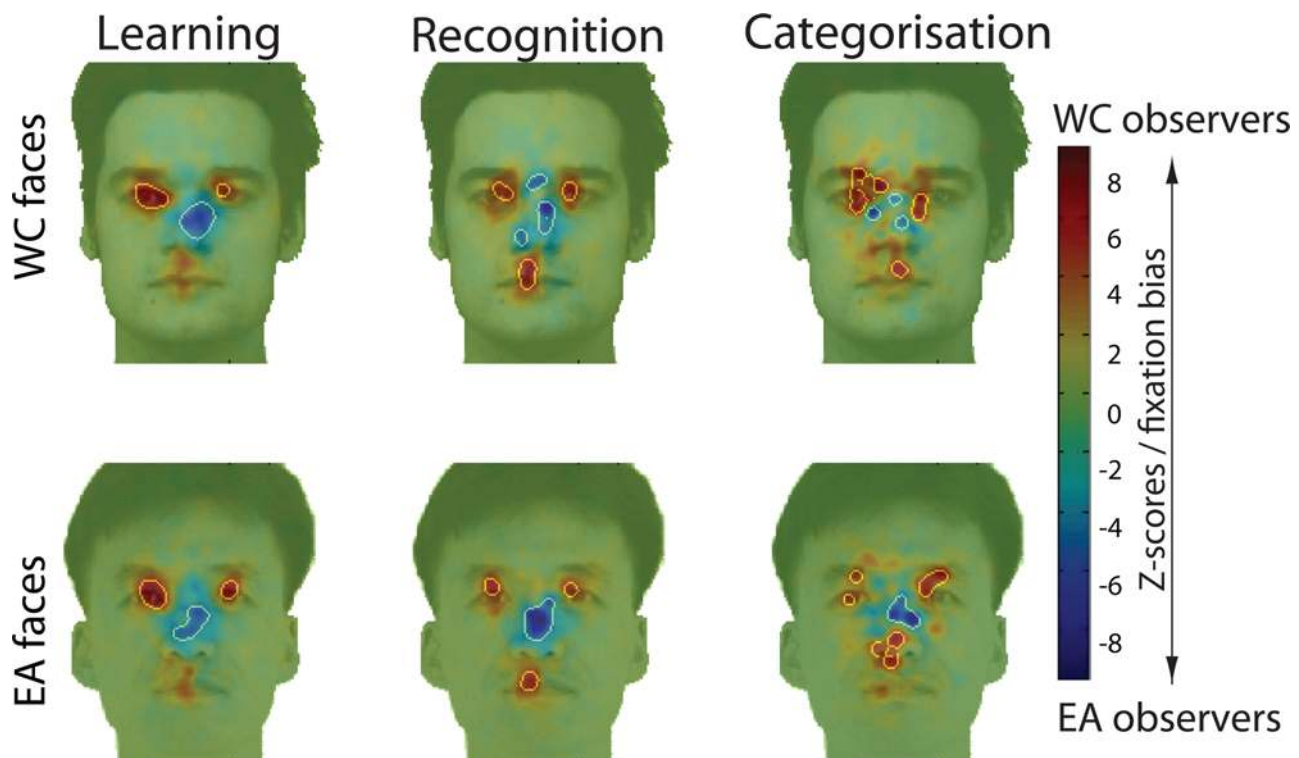 Learning
Recognition
Categorisation
WC faces
EA faces
WC observers
8
6
4
2
0
-2
-4
-6
-8
Z-scores / fixation bias
EA observers